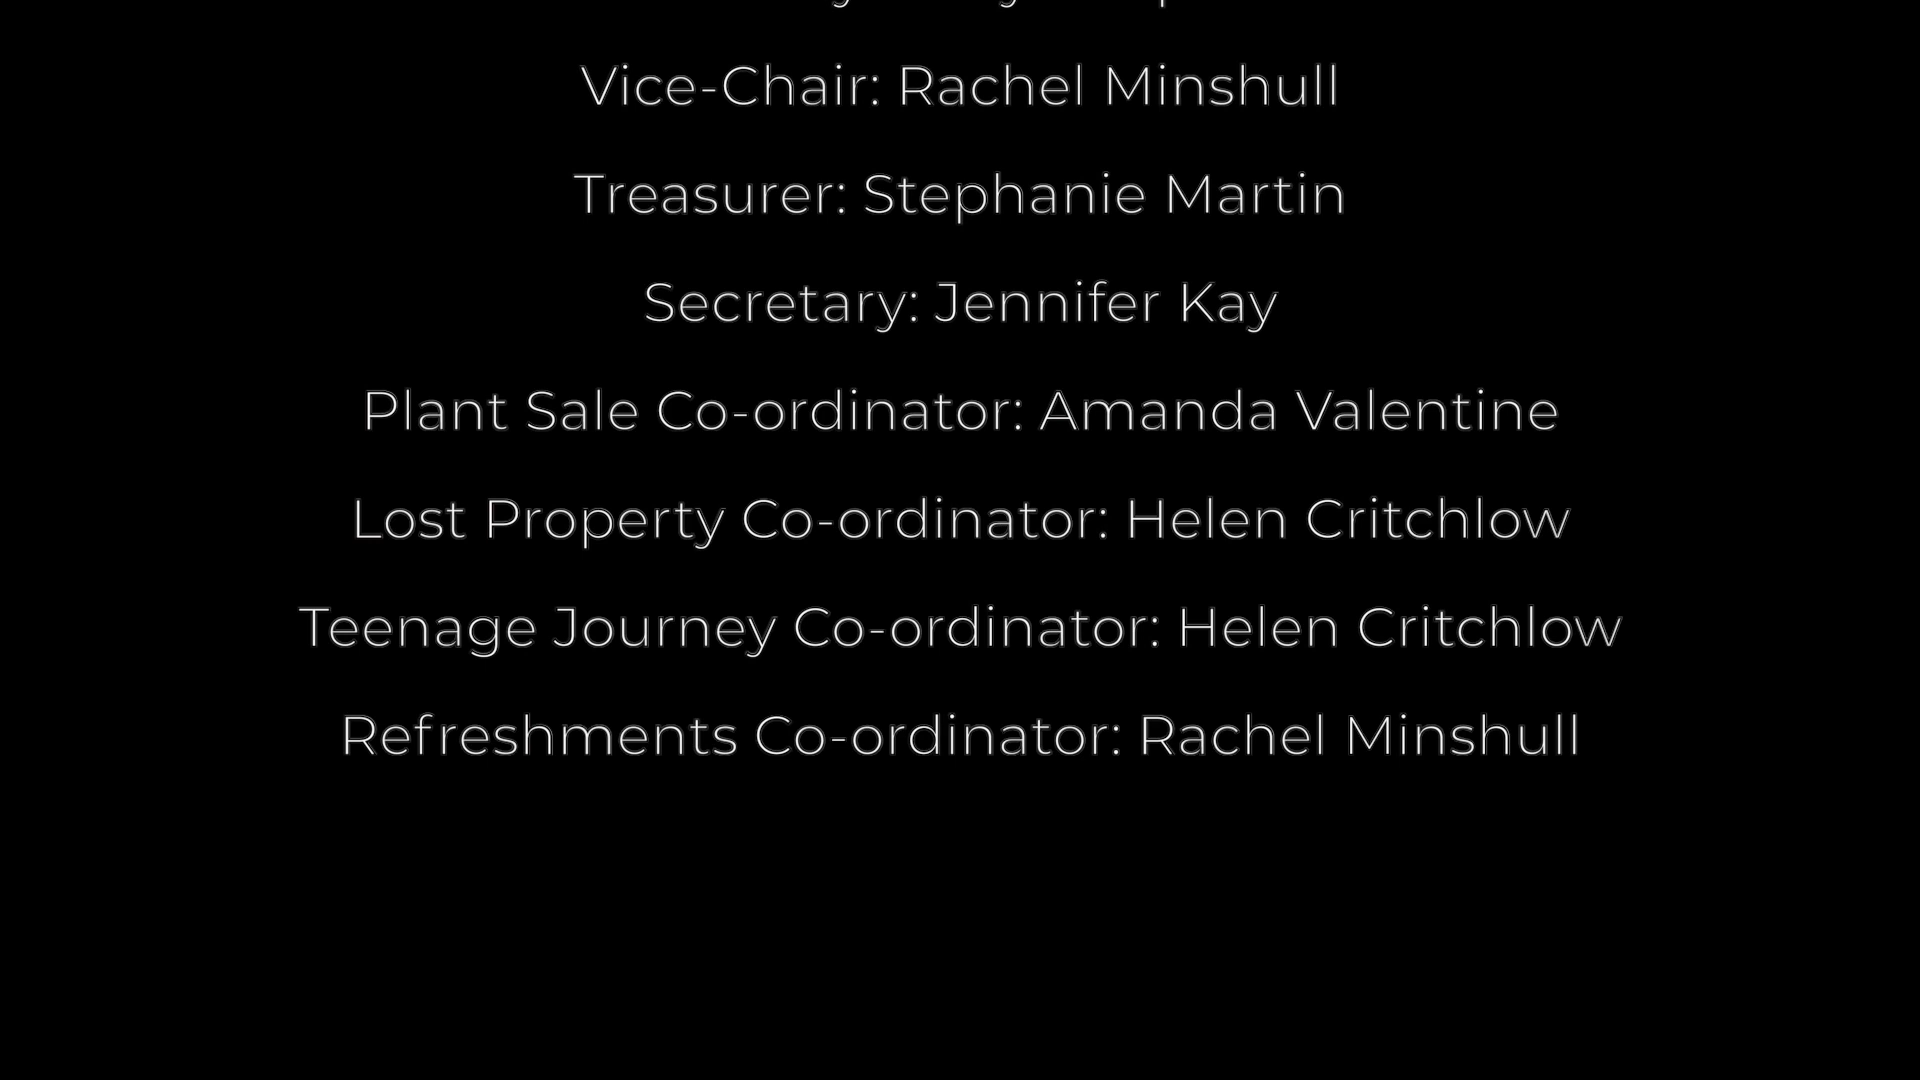 Vice-Chair: Rachel Minshull
Treasurer: Stephanie Martin
Secretary: Jennifer Kay
Plant Sale Co-ordinator: Amanda Valentine
Lost Property Co-ordinator: Helen Critchlow
Teenage Journey Co-ordinator: Helen Critchlow
Refreshments Co-ordinator: Rachel Minshull